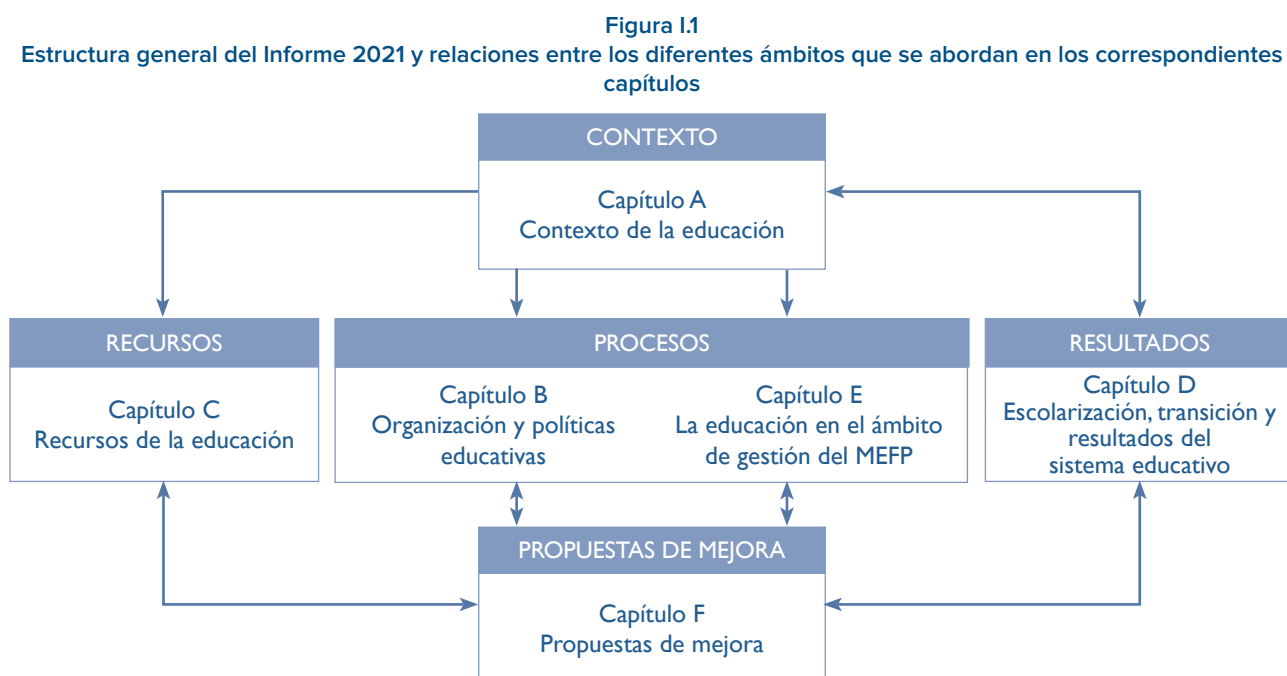 Figura I.1
Estructura general del Informe 2021 y relaciones entre los diferentes ámbitos que se abordan en los correspondientes
capítulos
CONTEXTO
Capítulo A
Contexto de la educación
RECURSOS
Capítulo C
Recursos de la educación
PROCESOS
Capítulo B
Organización y políticas
educativas
Capítulo E
La educación en el ámbito
de gestión del MEFP
RESULTADOS
Capítulo D
Escolarización, transición y
resultados del
sistema educativo
PROPUESTAS DE MEJORA
Capítulo F
Propuestas de mejora